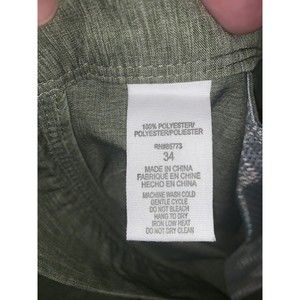 100% POLYESTER/
POLYESTER/POLIESTER
RN#85773
34
MADE IN CHINA
FABRIQUE EN CHINE
HECHO EN CHINA
MACHINE WASH COLD
GENTLE CYCLE
DO NOT BLEACH
HANG TO DRY
IRON LOW HEAT
DO NOT DRY CLEAN